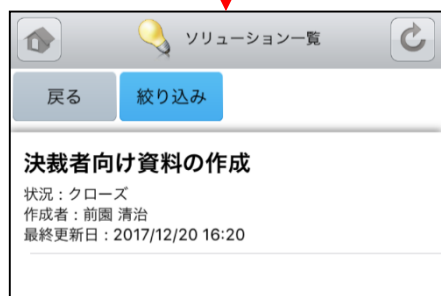 ソリューション一覧
戻る
絞り込み
決裁者向け資料の作成
状況：クローズ
作成者：前園 清治
最終更新日：2017/12/20 16:20